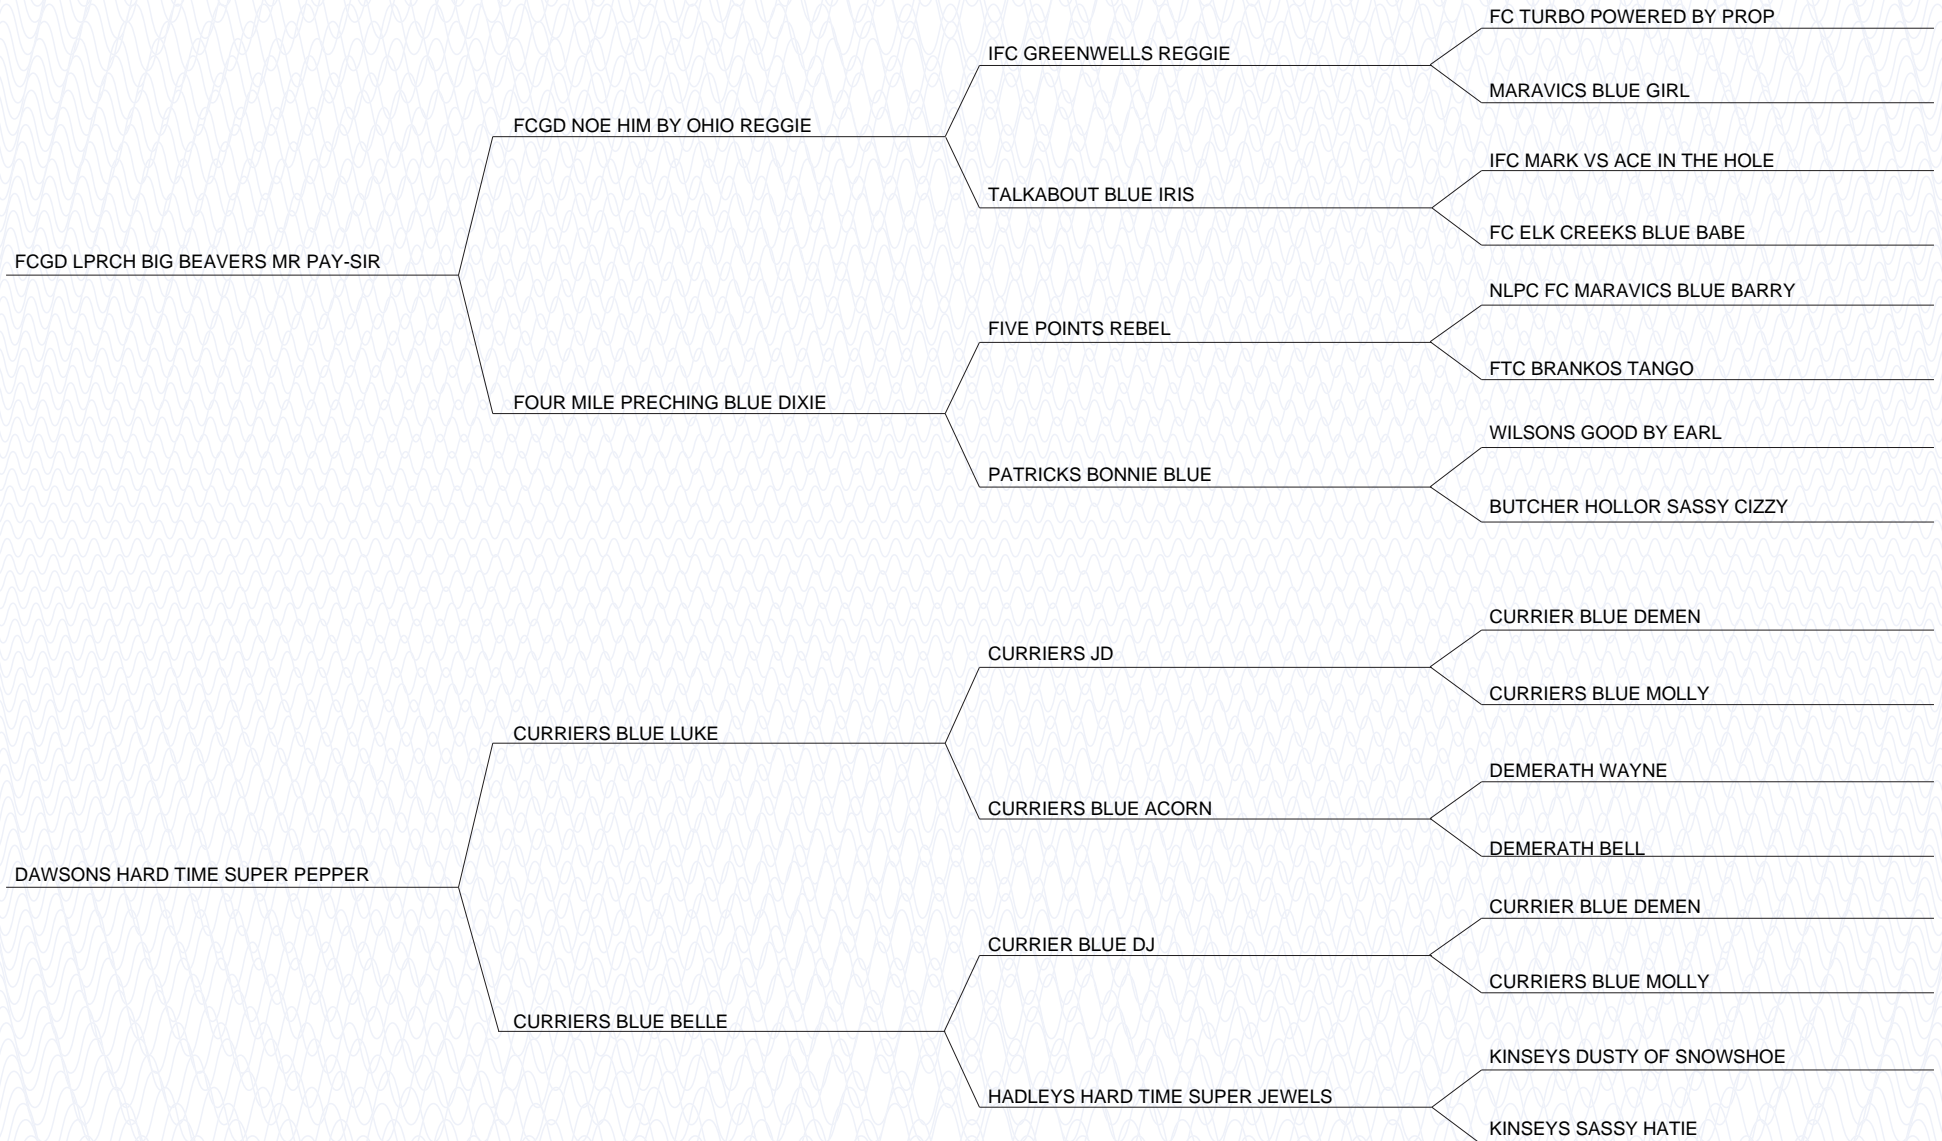 FC TURBO POWERED BY PROP
IFC GREENWELLS REGGIE
MARAVICS BLUE GIRL
FCGD NOE HIM BY OHIO REGGIE
IFC MARK VS ACE IN THE HOLE
TALKABOUT BLUE IRIS
FC ELK CREEKS BLUE BABE
FCGD LPRCH BIG BEAVERS MR PAY-SIR
NLPC FC MARAVICS BLUE BARRY
FIVE POINTS REBEL
FTC BRANKOS TANGO
FOUR MILE PRECHING BLUE DIXIE
WILSONS GOOD BY EARL
PATRICKS BONNIE BLUE
BUTCHER HOLLOR SASSY CIZZY
CURRIER BLUE DEMEN
CURRIERS JD
CURRIERS BLUE MOLLY
CURRIERS BLUE LUKE
DEMERATH WAYNE
CURRIERS BLUE ACORN
DEMERATH BELL
DAWSONS HARD TIME SUPER PEPPER
CURRIER BLUE DEMEN
CURRIER BLUE DJ
CURRIERS BLUE MOLLY
CURRIERS BLUE BELLE
KINSEYS DUSTY OF SNOWSHOE
HADLEYS HARD TIME SUPER JEWELS
KINSEYS SASSY HATIE